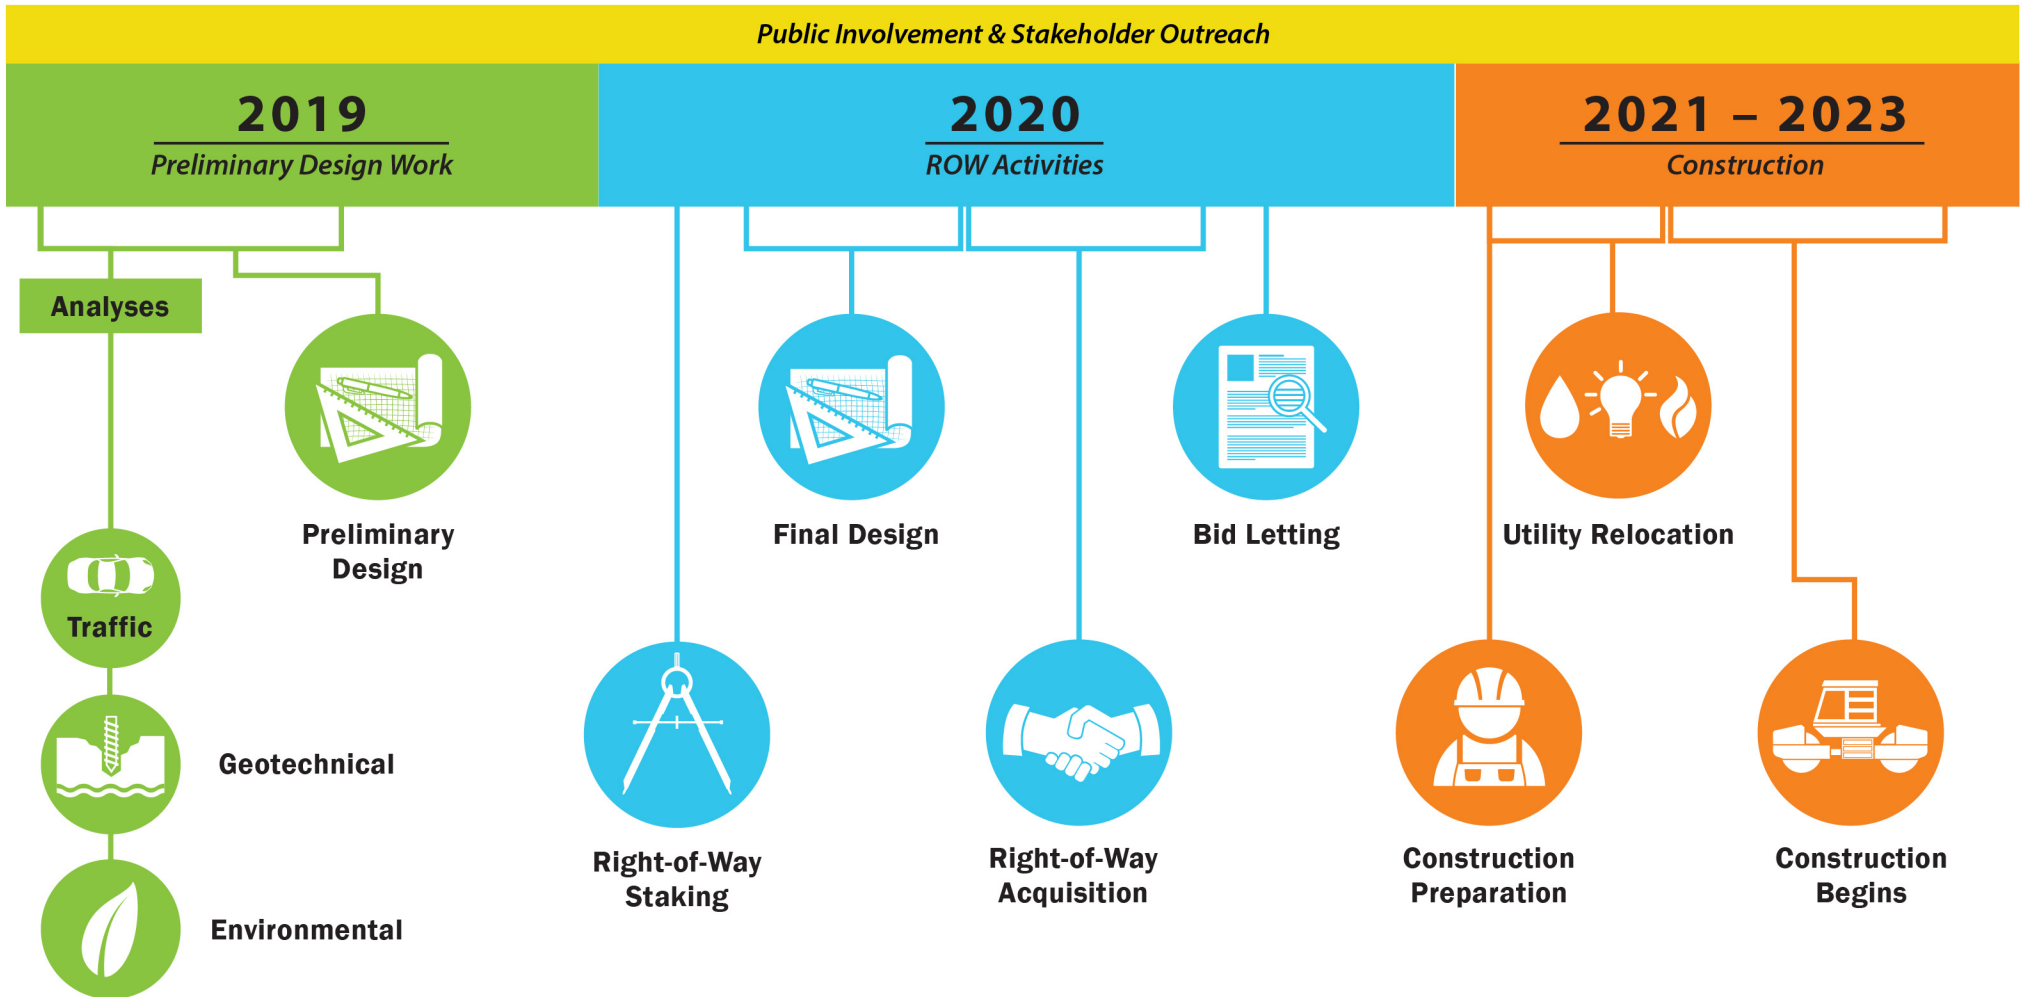 Public Involvement & Stakeholder Outreach
2019
Preliminary Design Work
2020
ROW Activities
2021 – 2023
Construction
Analyses
Preliminary
Design
Final Design
Bid Letting
Utility Relocation
Traffic
Geotechnical
Environmental
Right-of-Way
Staking
Right-of-Way
Acquisition
Construction
Preparation
Construction
Begins